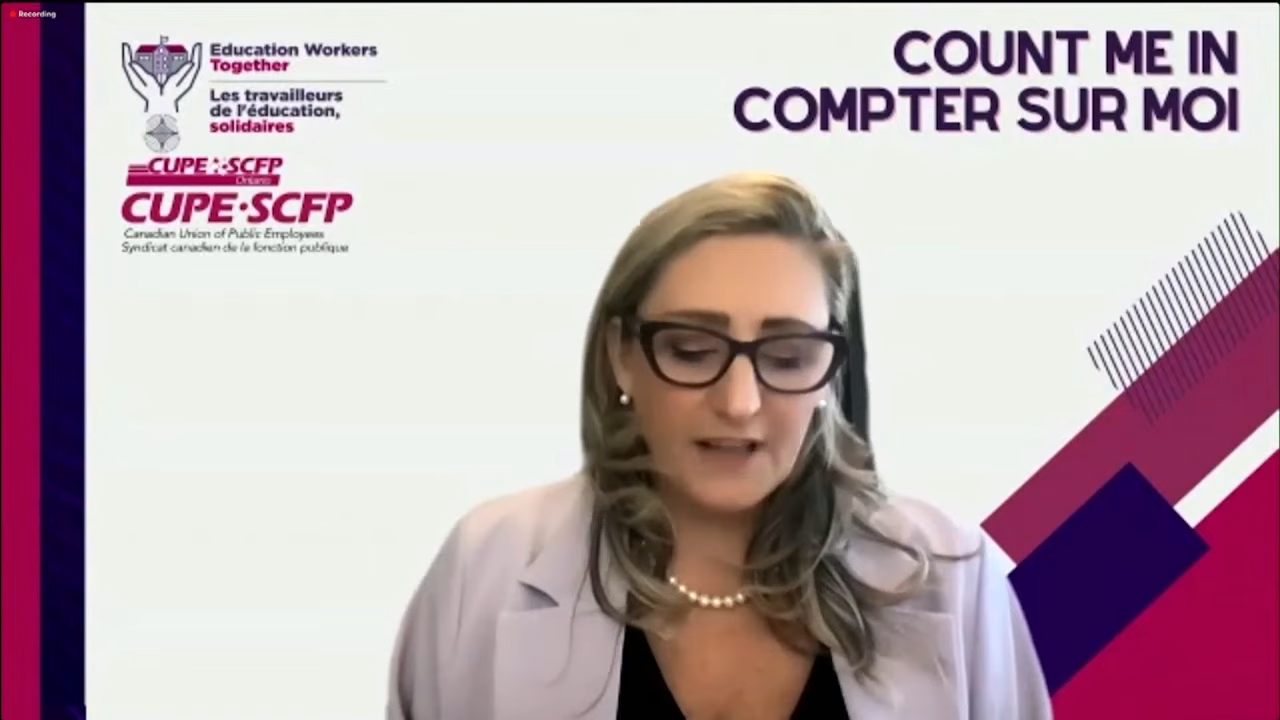 Recording
Education Workers
Together
Les travailleurs
de l'éducation,
solidaires
CUPE SCFP
Ontario
CUPE·SCFP
Canadian Union of Public Employees
Syndicat canadien de la fonction publique
COUNT ME IN
COMPTER SUR MOI